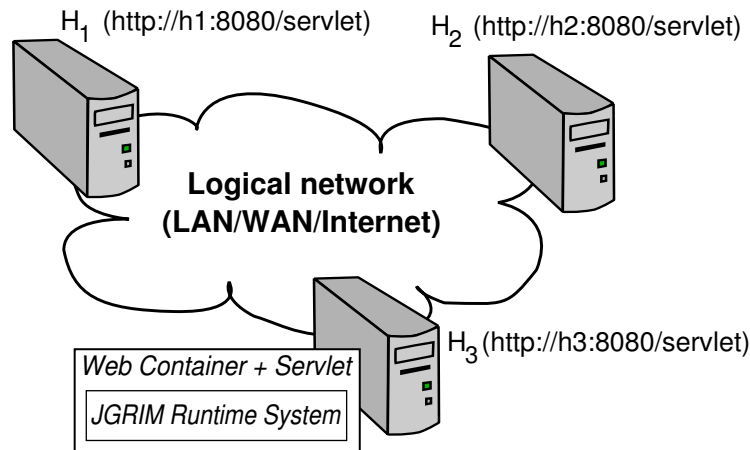 H1 (http://h1:8080/servlet)
H2 (http://h2:8080/servlet)
Logical network
(LAN/WAN/Internet)
H3 (http://h3:8080/servlet)
Web Container + Servlet
JGRIM Runtime System